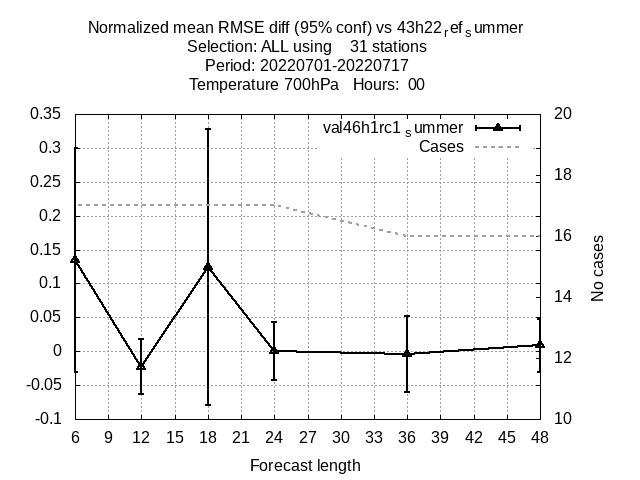 Normalized mean RMSE diff (95% conf) vs 43h22refsummer
Selection: ALL using 31 stations
Period: 20220701-20220717
Temperature 700hPa Hours: 00
val46h1rc1summer
Cases
0.35
0.3
0.25
0.2
0.15
0.1
0.05
0
-0.05
-0.1
20
18
16
14
12
10
No cases
6 9 12 15 18 21 24 27 30 33 36 39 42 45 48
Forecast length